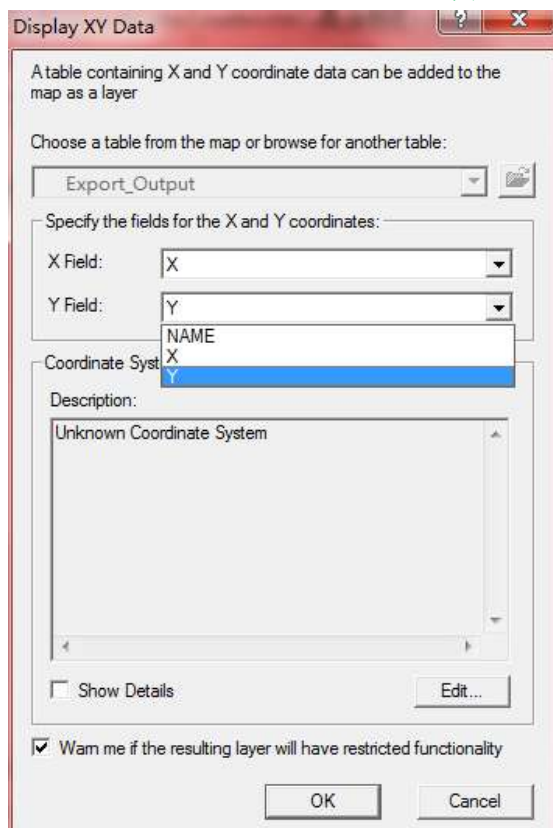 Display XY Data
A table containing X and Y coordinate data can be added to the
map as a layer
Choose a table from the map or browse for another table:
Export_Output
Specify the fields for the X and Y coordinates:
X Field:
X
Y Field:
Y
NAME
X
Y
Coordinate Syst
Description:
Unknown Coordinate System
Show Details
Edit...
Warn me if the resulting layer will have restricted functionality
OK
Cancel